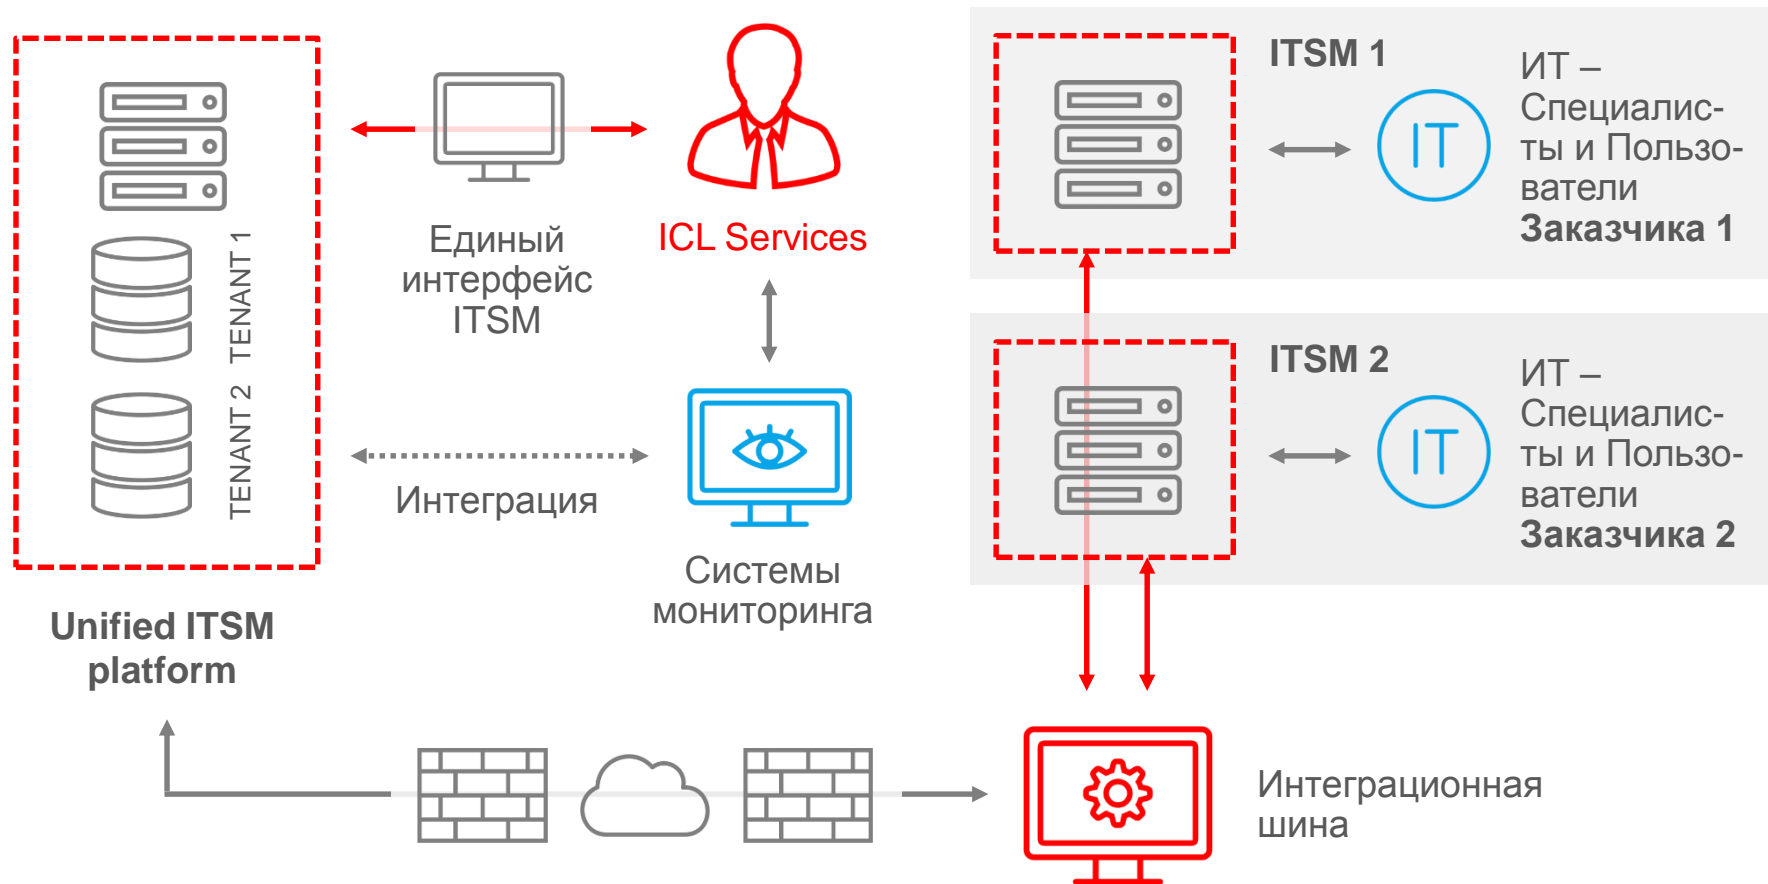 TENANT 1
TENANT 2
Unified ITSM
platform
Единый
интерфейс
ITSM
ICL Services
Интеграция
Системы
мониторинга
ITSM 1
IT
ИТ –
Специалис-
ты и Пользо-
ватели
Заказчика 1
ITSM 2
IT
ИТ –
Специалис-
ты и Пользо-
ватели
Заказчика 2
Интеграционная
шина